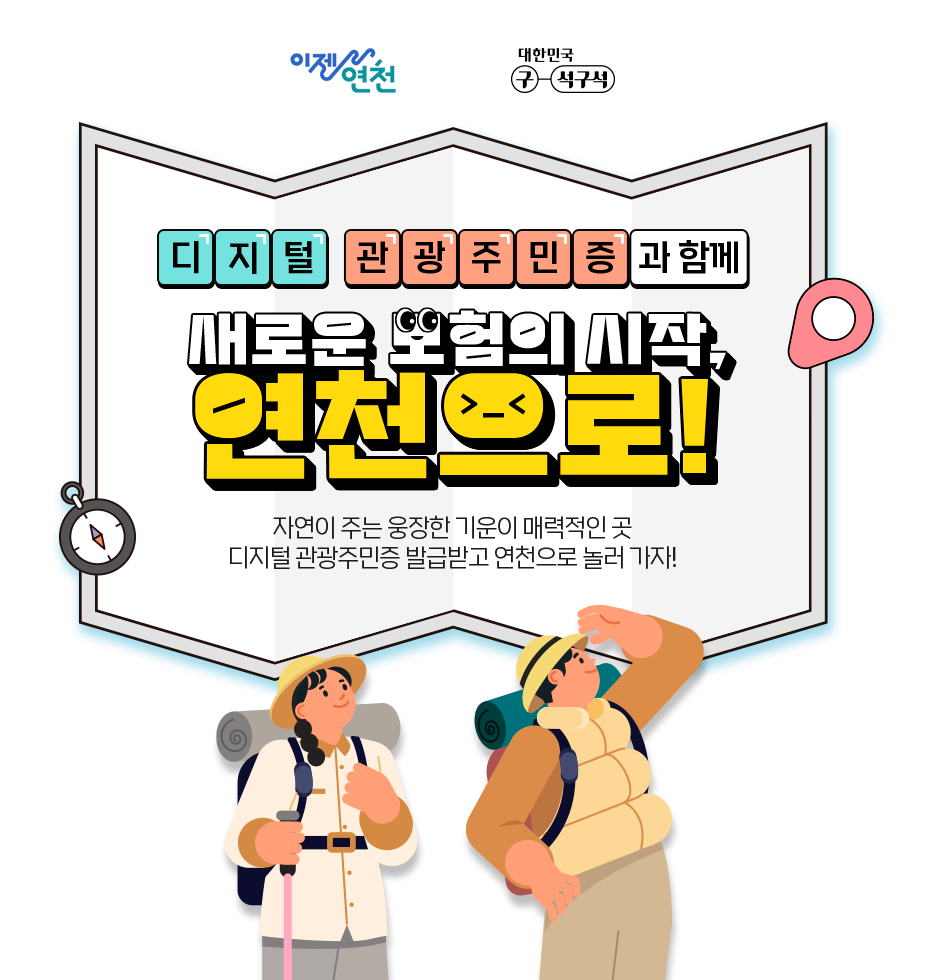 이젠 연천
대한민국
구석구석
디지털 관광주민증과 함께
새로운 모험의 시작,
연천으로!
자연이 주는 웅장한 기운이 매력적인 곳
디지털 관광주민증 발급받고 연천으로 놀러 가자!